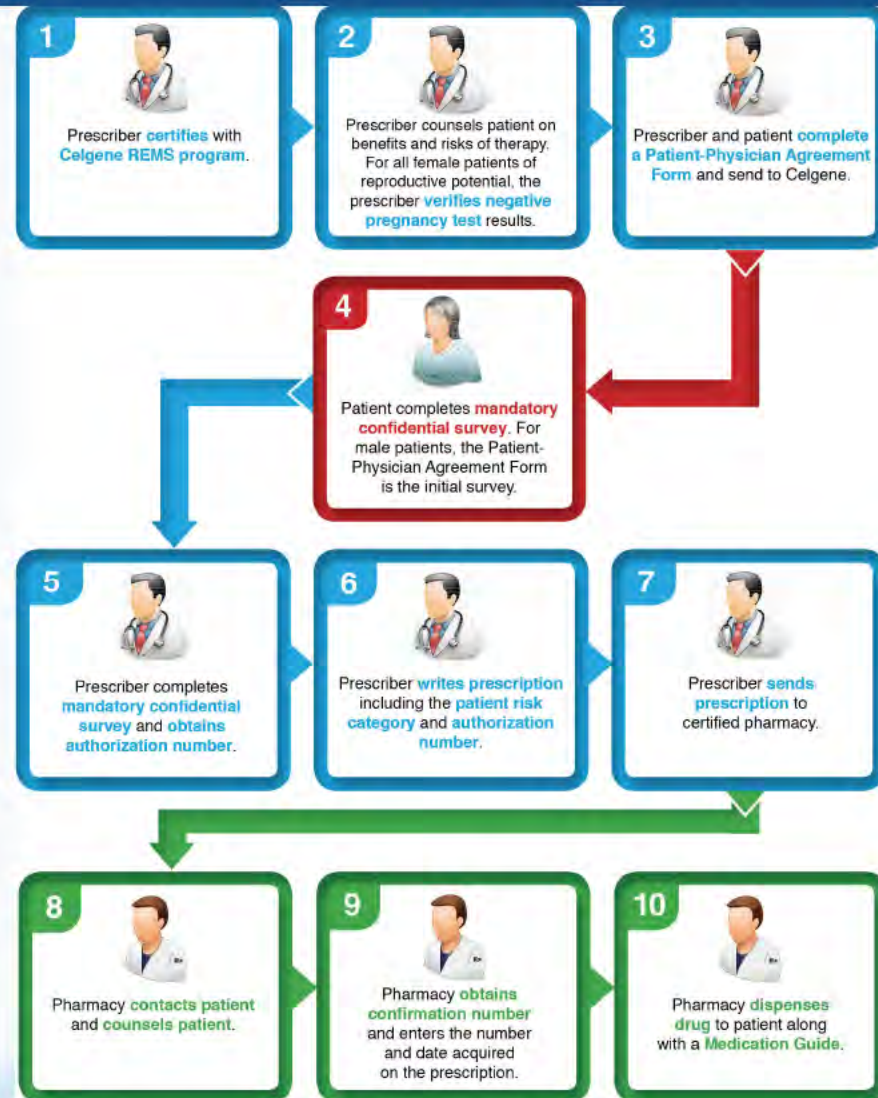 1
Prescriber certifies with
Celgene REMS program.
2
Prescriber counsels patient on
benefits and risks of therapy.
For all female patients of
reproductive potential, the
prescriber verifies negative
pregnancy test results.
3
Prescriber and patient complete
a Patient-Physician Agreement
Form and send to Celgene.
4
Patient completes mandatory
confidential survey. For
male patients, the Patient-
Physician Agreement Form
is the initial survey.
5
Prescriber completes
mandatory confidential
survey and obtains
authorization number.
6
Prescriber writes prescription
including the patient risk
category and authorization
number.
7
Prescriber sends
prescription to
certified pharmacy.
8
Pharmacy contacts patient
and counsels patient.
9
Pharmacy obtains
confirmation number
and enters the number
and date acquired
on the prescription.
10
Pharmacy dispenses
drug to patient along
with a Medication Guide.